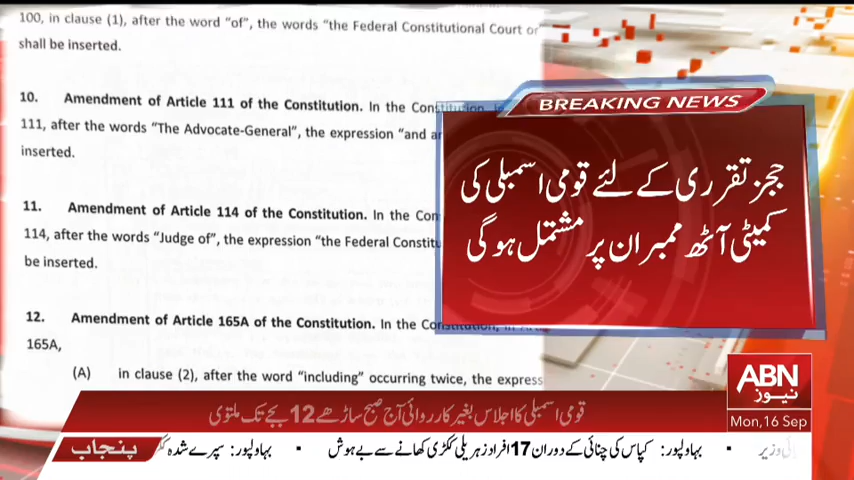 100, in clause (1), after the word “of”, the words “the Federal Constitutional Court or
shall be inserted.
10. Amendment of Article 111 of the Constitution. In the Constitution, in
111, after the words “The Advocate-General”, the expression “and
inserted.
11. Amendment of Article 114 of the Constitution. In the
114, after the words “Judge of”, the expression “the Federal
be inserted.
12. Amendment of Article 165A of the Constitution. In the Constitution, in
165A,
(A) in clause (2), after the word “including” occurring twice, the
BREAKING NEWS
ججز تقرری کے لئے قومی اسمبلی کی
کمیٹی آٹھ ممبران پر مشتمل ہوگی
ABN
نیوز
Mon,16 Sep
قومی اسمبلی کا اجلاس بغیر کارروائی آج صبح ساڑھے 12 بجے تک ملتوی
پنجاب
وزیر ▪ بہاولپور: کپاس کی چنائی کے دوران 17 افراد زہریلی ککڑی کھانے سے بے ہوش ▪ بہاولپور: سپرے شدہ